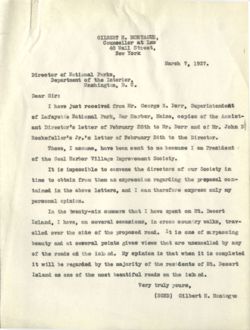 GILBERT H. MONTAGUE
Counsellor at Law
40 Wall Street,
New York
March 7, 1927.
Director of National Parks,
Department of the Interior,
Washington, D. C.
Dear Sir:
I have just received from Mr. George B. Dorr, Superintendent
of Lafayette National Park, Bar Harbor, Maine, copies of the Assist-
ant Director's letter of February 26th to Mr. Dorr and of Mr. John D
Rockefeller's Jr.'s letter of February 24th to the Director.
These, I assume, have been sent to me because I am President
of the Seal Harbor Village Improvement Society.
It is impossible to convene the directors of our Society in
time to obtain from them an expression regarding the proposal con-
tained in the above letters, and I can therefore express only my
personal opinion.
In the twenty-six summers that I have spent on Mt. Desert
Island, I have, on several occasions, in cross country walks, trav-
elled over the site of the proposed road. It is one of surpassing
beauty and at several points gives views that are unexcelled by any
of the roads on the island. My opinion is that when it is completed
it will be regarded by the majority of the residents of Mt. Desert
Island as one of the most beautiful roads on the island.
Very truly yours,
(SGND) Gilbert H. Montague